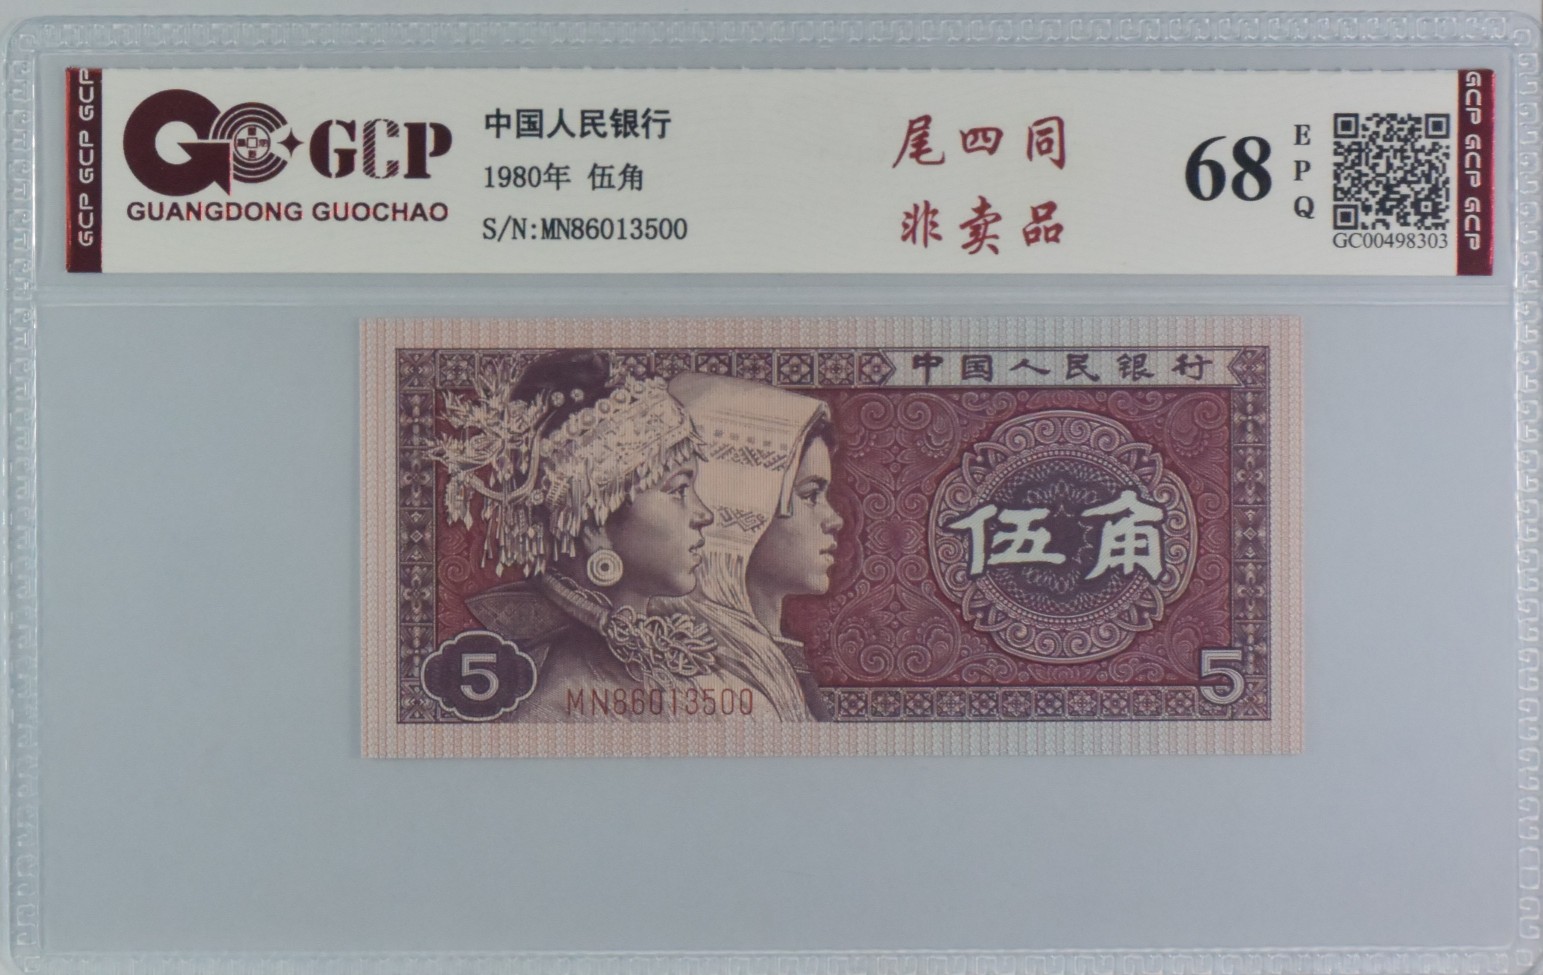 GCP GCP GCP
GCP
GUANGDONG GUOCHAO
中国人民银行
1980年 伍角
S/N:MN86013500
尾四同
非卖品
68
EPQ
GC00498303
GCP GCP GCP
中国人民银行
伍角
5
MN86013500
5